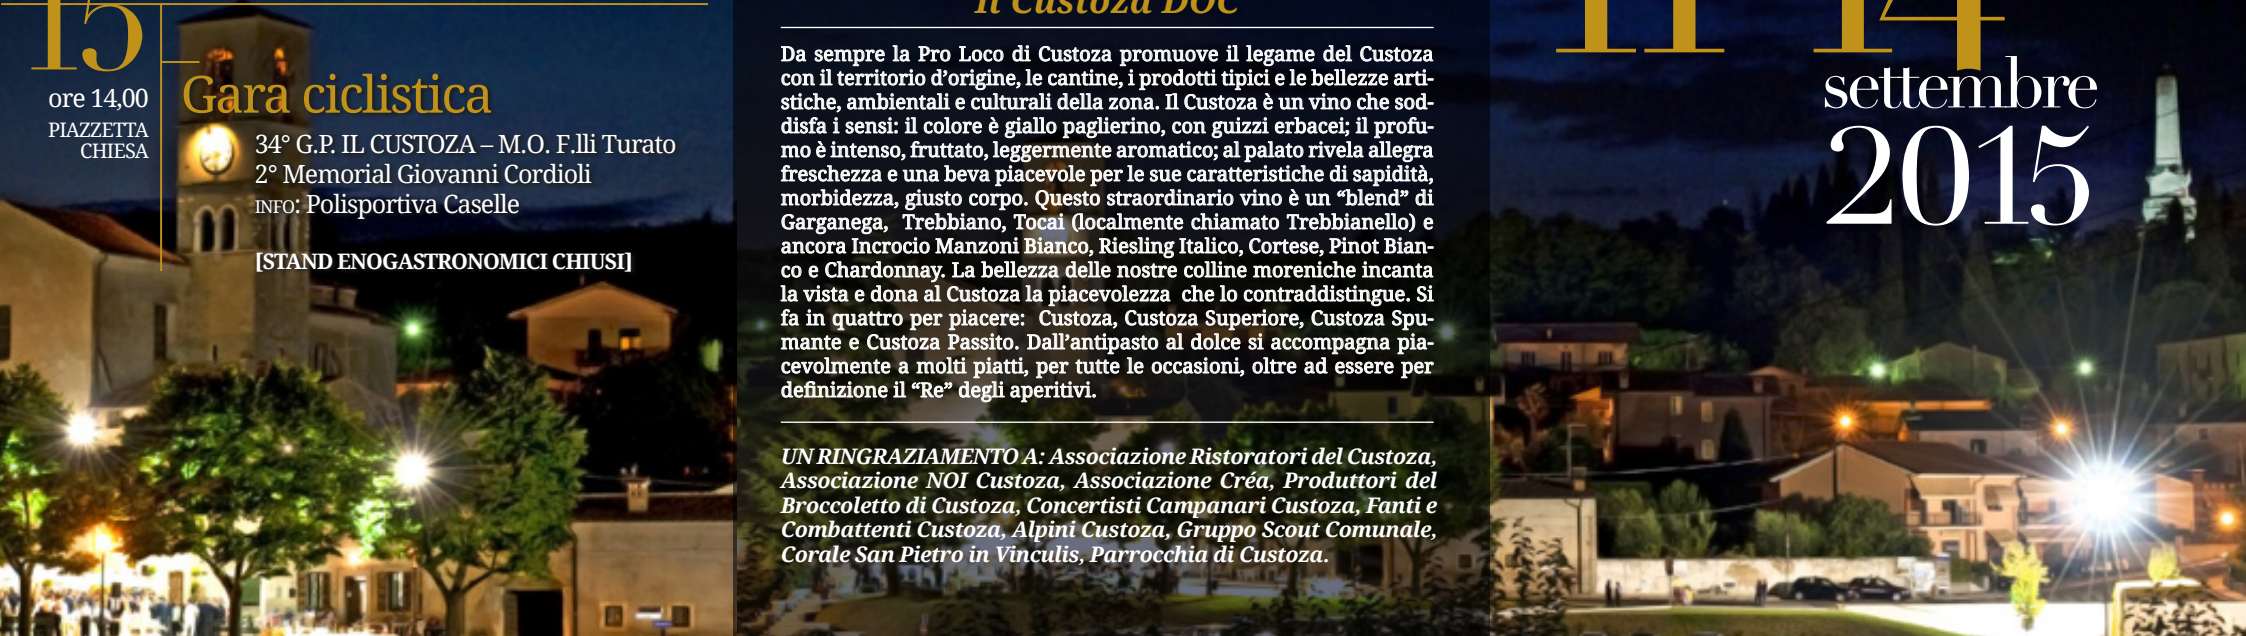 15
ore 14,00
PIAZZETTA
CHIESA
Gara ciclistica
34° G.P. IL CUSTOZA – M.O. F.lli Turato
2° Memorial Giovanni Cordioli
INFO: Polisportiva Caselle
[STAND ENOGASTRONOMICI CHIUSI]
Il Custoza DOC
Da sempre la Pro Loco di Custoza promuove il legame del Custoza
con il territorio d’origine, le cantine, i prodotti tipici e le bellezze arti-
stiche, ambientali e culturali della zona. Il Custoza è un vino che sod-
disfa i sensi: il colore è giallo paglierino, con guizzi erbacei; il profu-
mo è intenso, fruttato, leggermente aromatico; al palato rivela allegra
freschezza e una beva piacevole per le sue caratteristiche di sapidità,
morbidezza, giusto corpo. Questo straordinario vino è un “blend” di
Garganega, Trebbiano, Tocai (localmente chiamato Trebbianello) e
ancora Incrocio Manzoni Bianco, Riesling Italico, Cortese, Pinot Bian-
co e Chardonnay. La bellezza delle nostre colline moreniche incanta
la vista e dona al Custoza la piacevolezza che lo contraddistingue. Si
fa in quattro per piacere: Custoza, Custoza Superiore, Custoza Spu-
mante e Custoza Passito. Dall’antipasto al dolce si accompagna pia-
cevolmente a molti piatti, per tutte le occasioni, oltre ad essere per
definizione il “Re” degli aperitivi.
UN RINGRAZIAMENTO A: Associazione Ristoratori del Custoza,
Associazione NOI Custoza, Associazione Créa, Produttori del
Broccoletto di Custoza, Concertisti Campanari Custoza, Fanti e
Combattenti Custoza, Alpini Custoza, Gruppo Scout Comunale,
Corale San Pietro in Vinculis, Parrocchia di Custoza.
11 14
settembre
2015